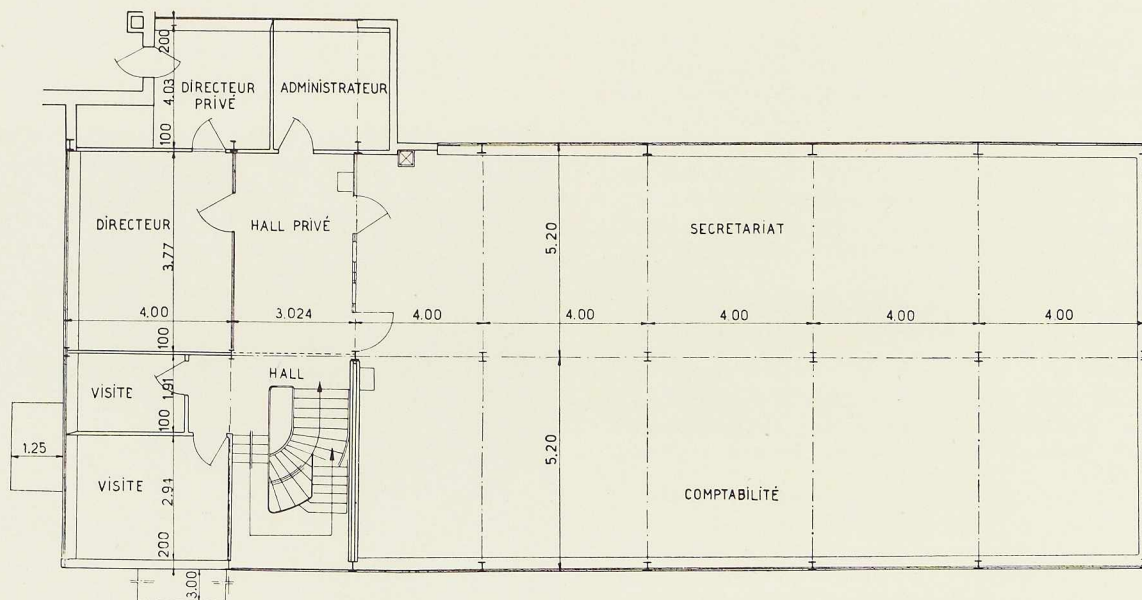 200
4.03
100
DIRECTEUR
PRIVÉ
ADMINISTRATEUR
DIRECTEUR
3.77
100
HALL PRIVÉ
5.20
SECRETARIAT
4.00
3.024
4.00
4.00
4.00
4.00
4.00
VISITE
1.91
100
HALL
1.25
VISITE
2.94
200
5.20
COMPTABILITÉ
3.00